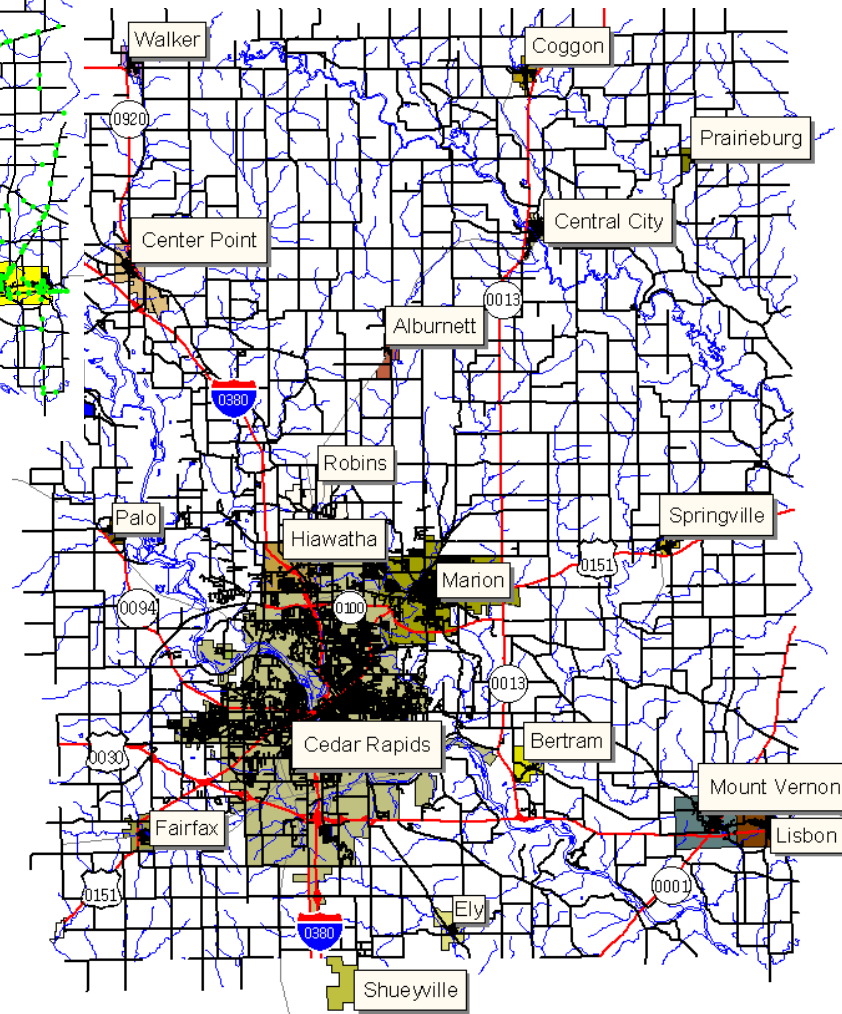 Walker
Coggon
0920
Prairieburg
Central City
Center Point
0013
Alburnett
0380
Robins
Palo
Springville
Hiawatha
0151
Marion
0094
0100
0013
Bertram
Cedar Rapids
0030
Mount Vernon
Fairfax
Lisbon
0151
0001
Ely
0380
Shueyville